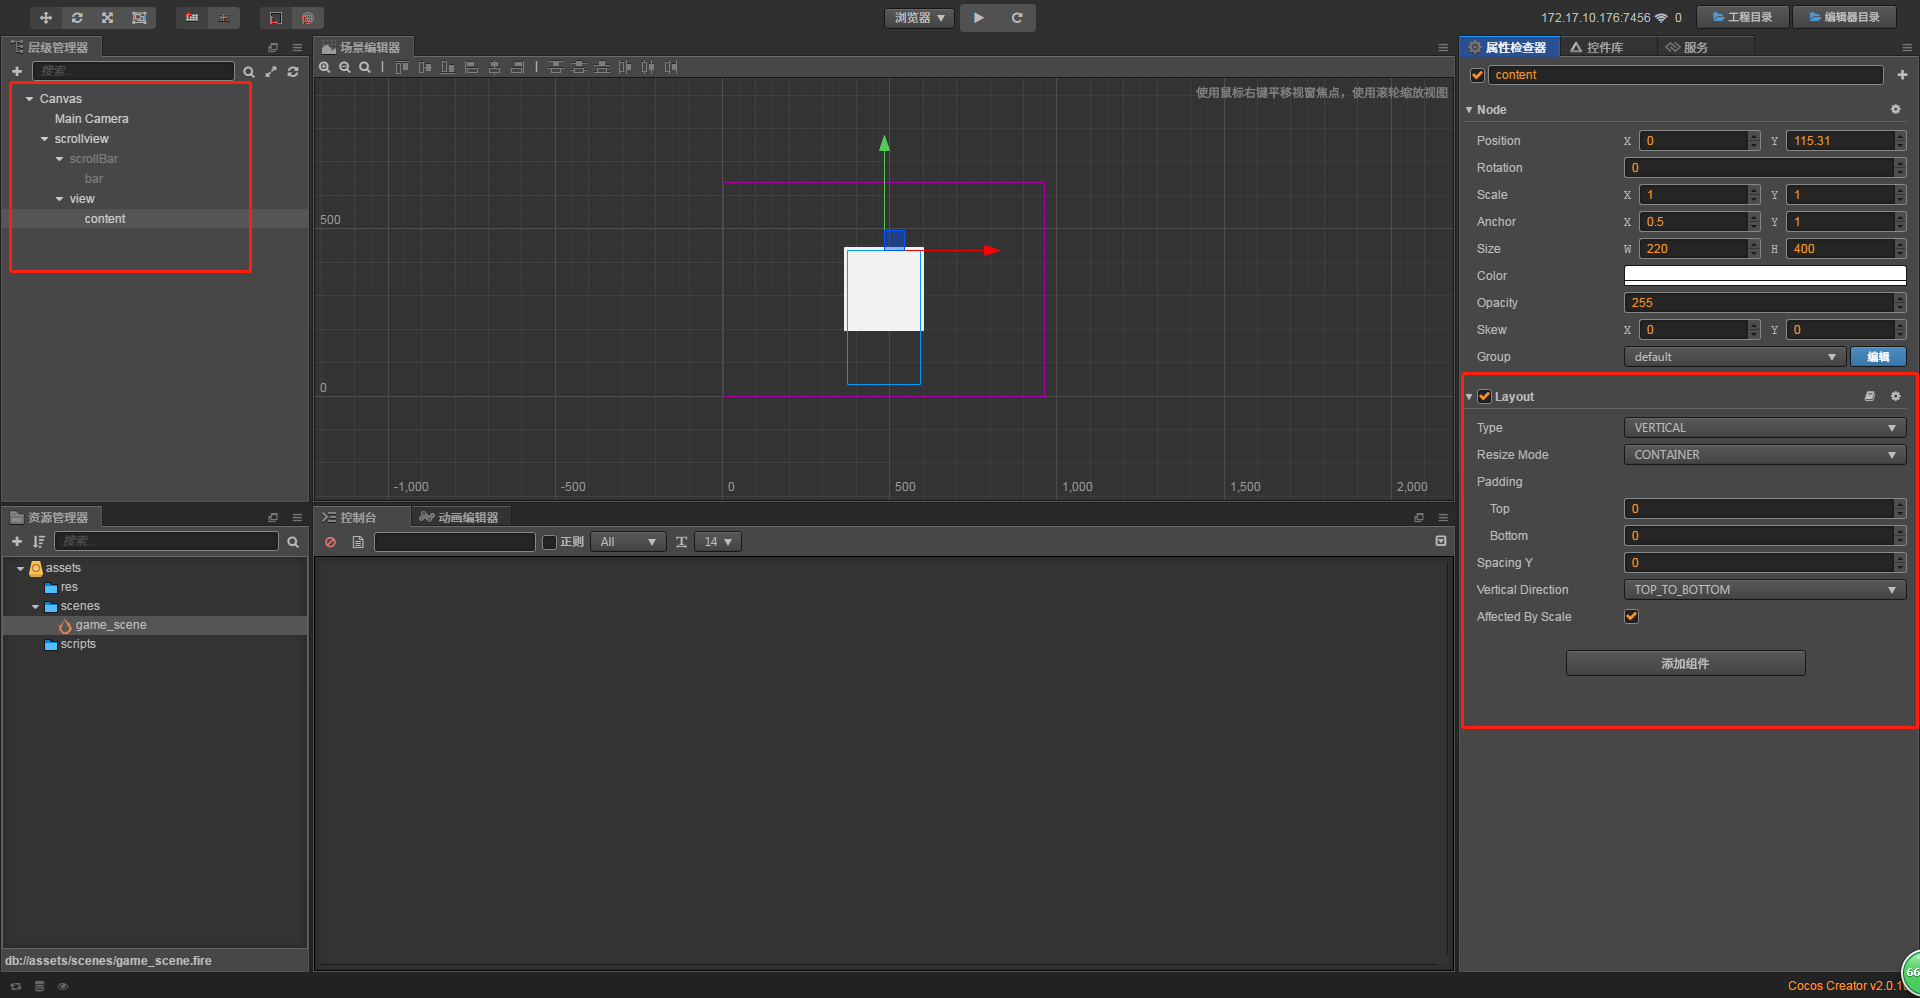 浏览器
172.17.10.176:7456 0
工程目录
编辑器目录
层级管理器
搜索...
Canvas
Main Camera
scrollview
scrollBar
bar
view
content
场景编辑器
使用鼠标右键平移视窗焦点，使用滚轮缩放视图
500
0
-1,000
-500
0
500
1,000
1,500
2,000
资源管理器
搜索...
assets
res
scenes
game_scene
scripts
db://assets/scenes/game_scene.fire
控制台
动画编辑器
正则
All
14
属性检查器
控件库
服务
content
Node
Position X 0 Y 115.31
Rotation 0
Scale X 1 Y 1
Anchor X 0.5 Y 1
Size W 220 H 400
Color
Opacity 255
Skew X 0 Y 0
Group default 编辑
Layout
Type VERTICAL
Resize Mode CONTAINER
Padding
Top 0
Bottom 0
Spacing Y 0
Vertical Direction TOP_TO_BOTTOM
Affected By Scale
添加组件
66
Cocos Creator v2.0.1